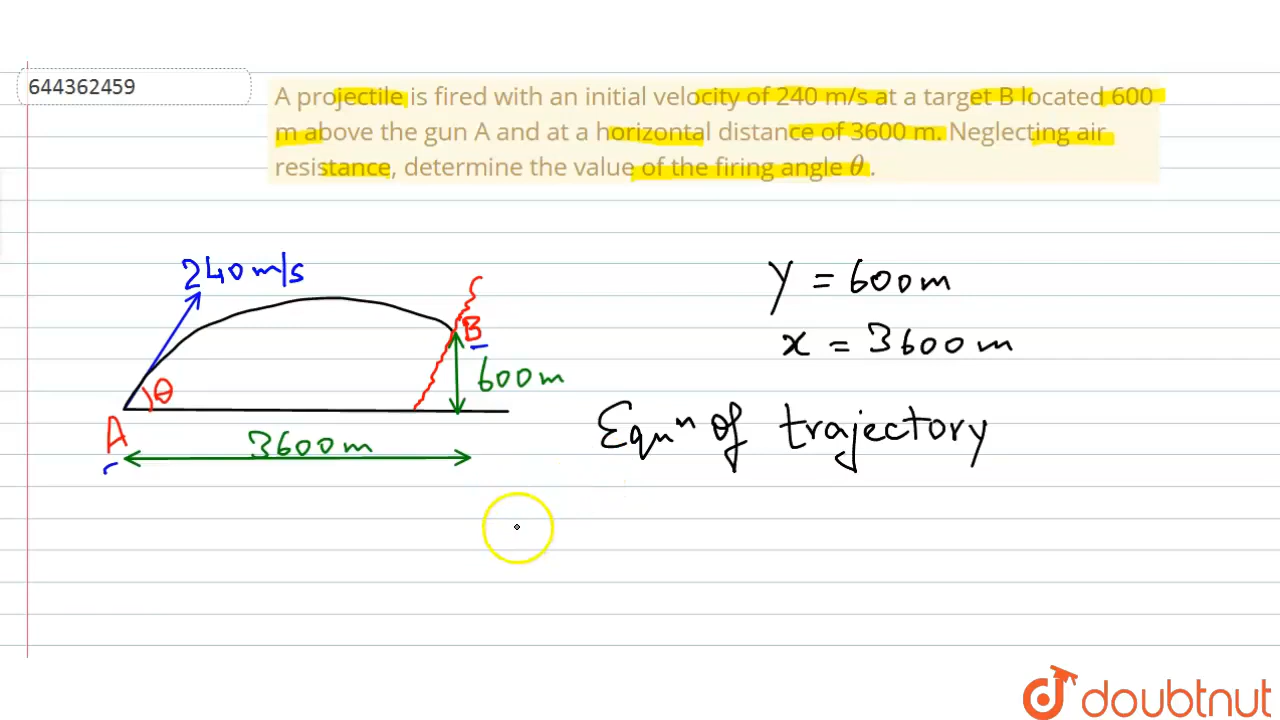 644362459
A projectile is fired with an initial velocity of 240 m/s at a target B located 600
m above the gun A and at a horizontal distance of 3600 m. Neglecting air
resistance, determine the value of the firing angle θ .
240 m/s
y = 600 m
x = 3600 m
B
θ
600 m
A
3600 m
Equⁿ of trajectory
doubtnut